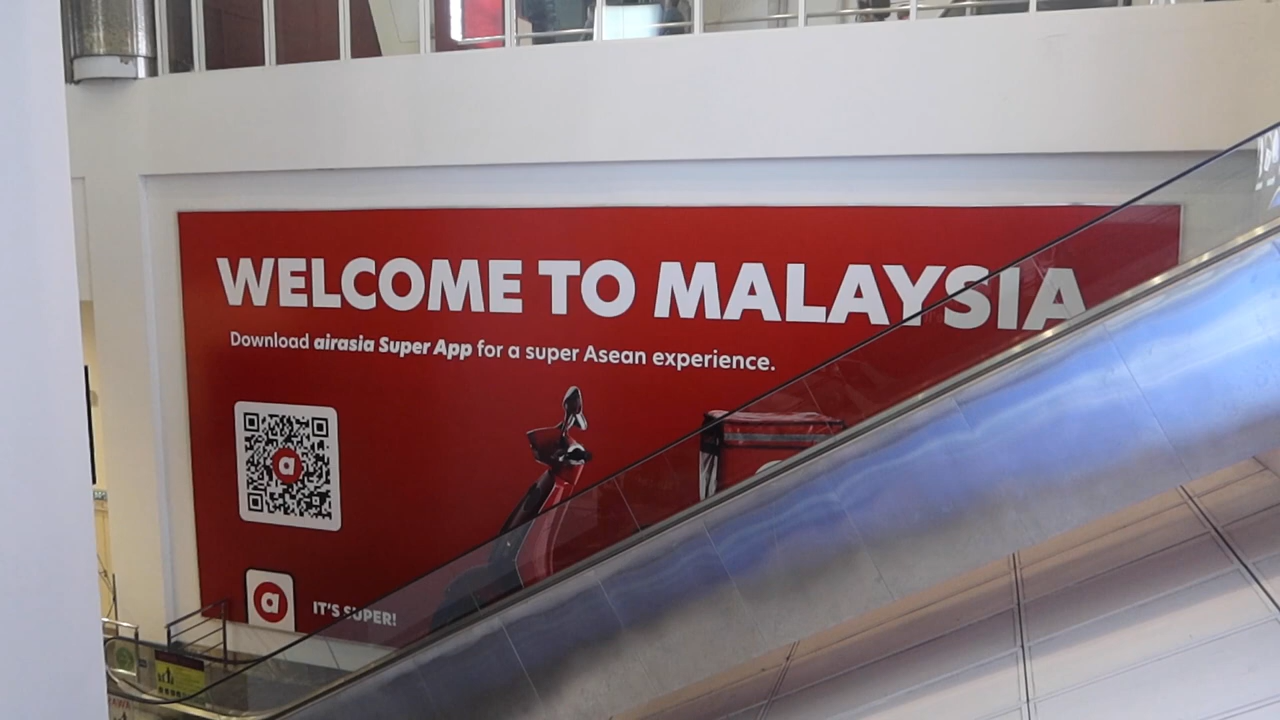 WELCOME TO MALAYSIA
Download airasia Super App for a super Asean experience.
a
a
IT'S SUPER!